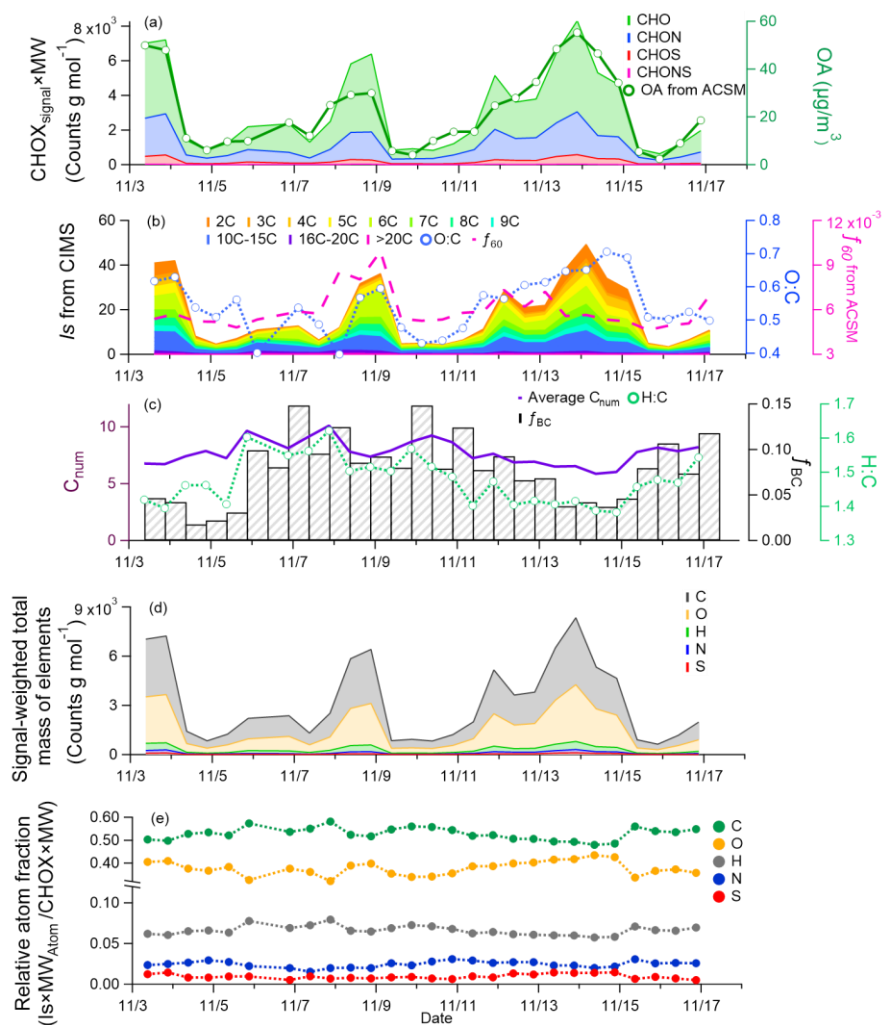 (a)
8 x10³
6
4
2
0
CHOXsignal×MW
(Counts g mol⁻¹)
CHO
CHON
CHOS
CHONS
OA from ACSM
60
40
20
0
OA (µg/m³)
11/3 11/5 11/7 11/9 11/11 11/13 11/15 11/17
(b)
60
40
20
0
Is from CIMS
2C 3C 4C 5C 6C 7C 8C 9C
10C-15C 16C-20C >20C O:C f60
0.8
0.7
0.6
0.5
0.4
O:C
12 x10⁻³
9
6
3
f60 from ACSM
11/3 11/5 11/7 11/9 11/11 11/13 11/15 11/17
(c)
10
5
0
Cnum
Average Cnum H:C
fBC
0.15
0.10
0.05
0.00
fBC
1.7
1.6
1.5
1.4
1.3
H:C
11/3 11/5 11/7 11/9 11/11 11/13 11/15 11/17
(d)
9 x10³
6
3
0
Signal-weighted total
mass of elements
(Counts g mol⁻¹)
C
O
H
N
S
11/3 11/5 11/7 11/9 11/11 11/13 11/15 11/17
(e)
0.60
0.50
0.40
0.10
0.05
0.00
Relative atom fraction
(Is×MWAtom/CHOX×MW)
C
O
H
N
S
11/3 11/5 11/7 11/9 11/11 11/13 11/15 11/17
Date